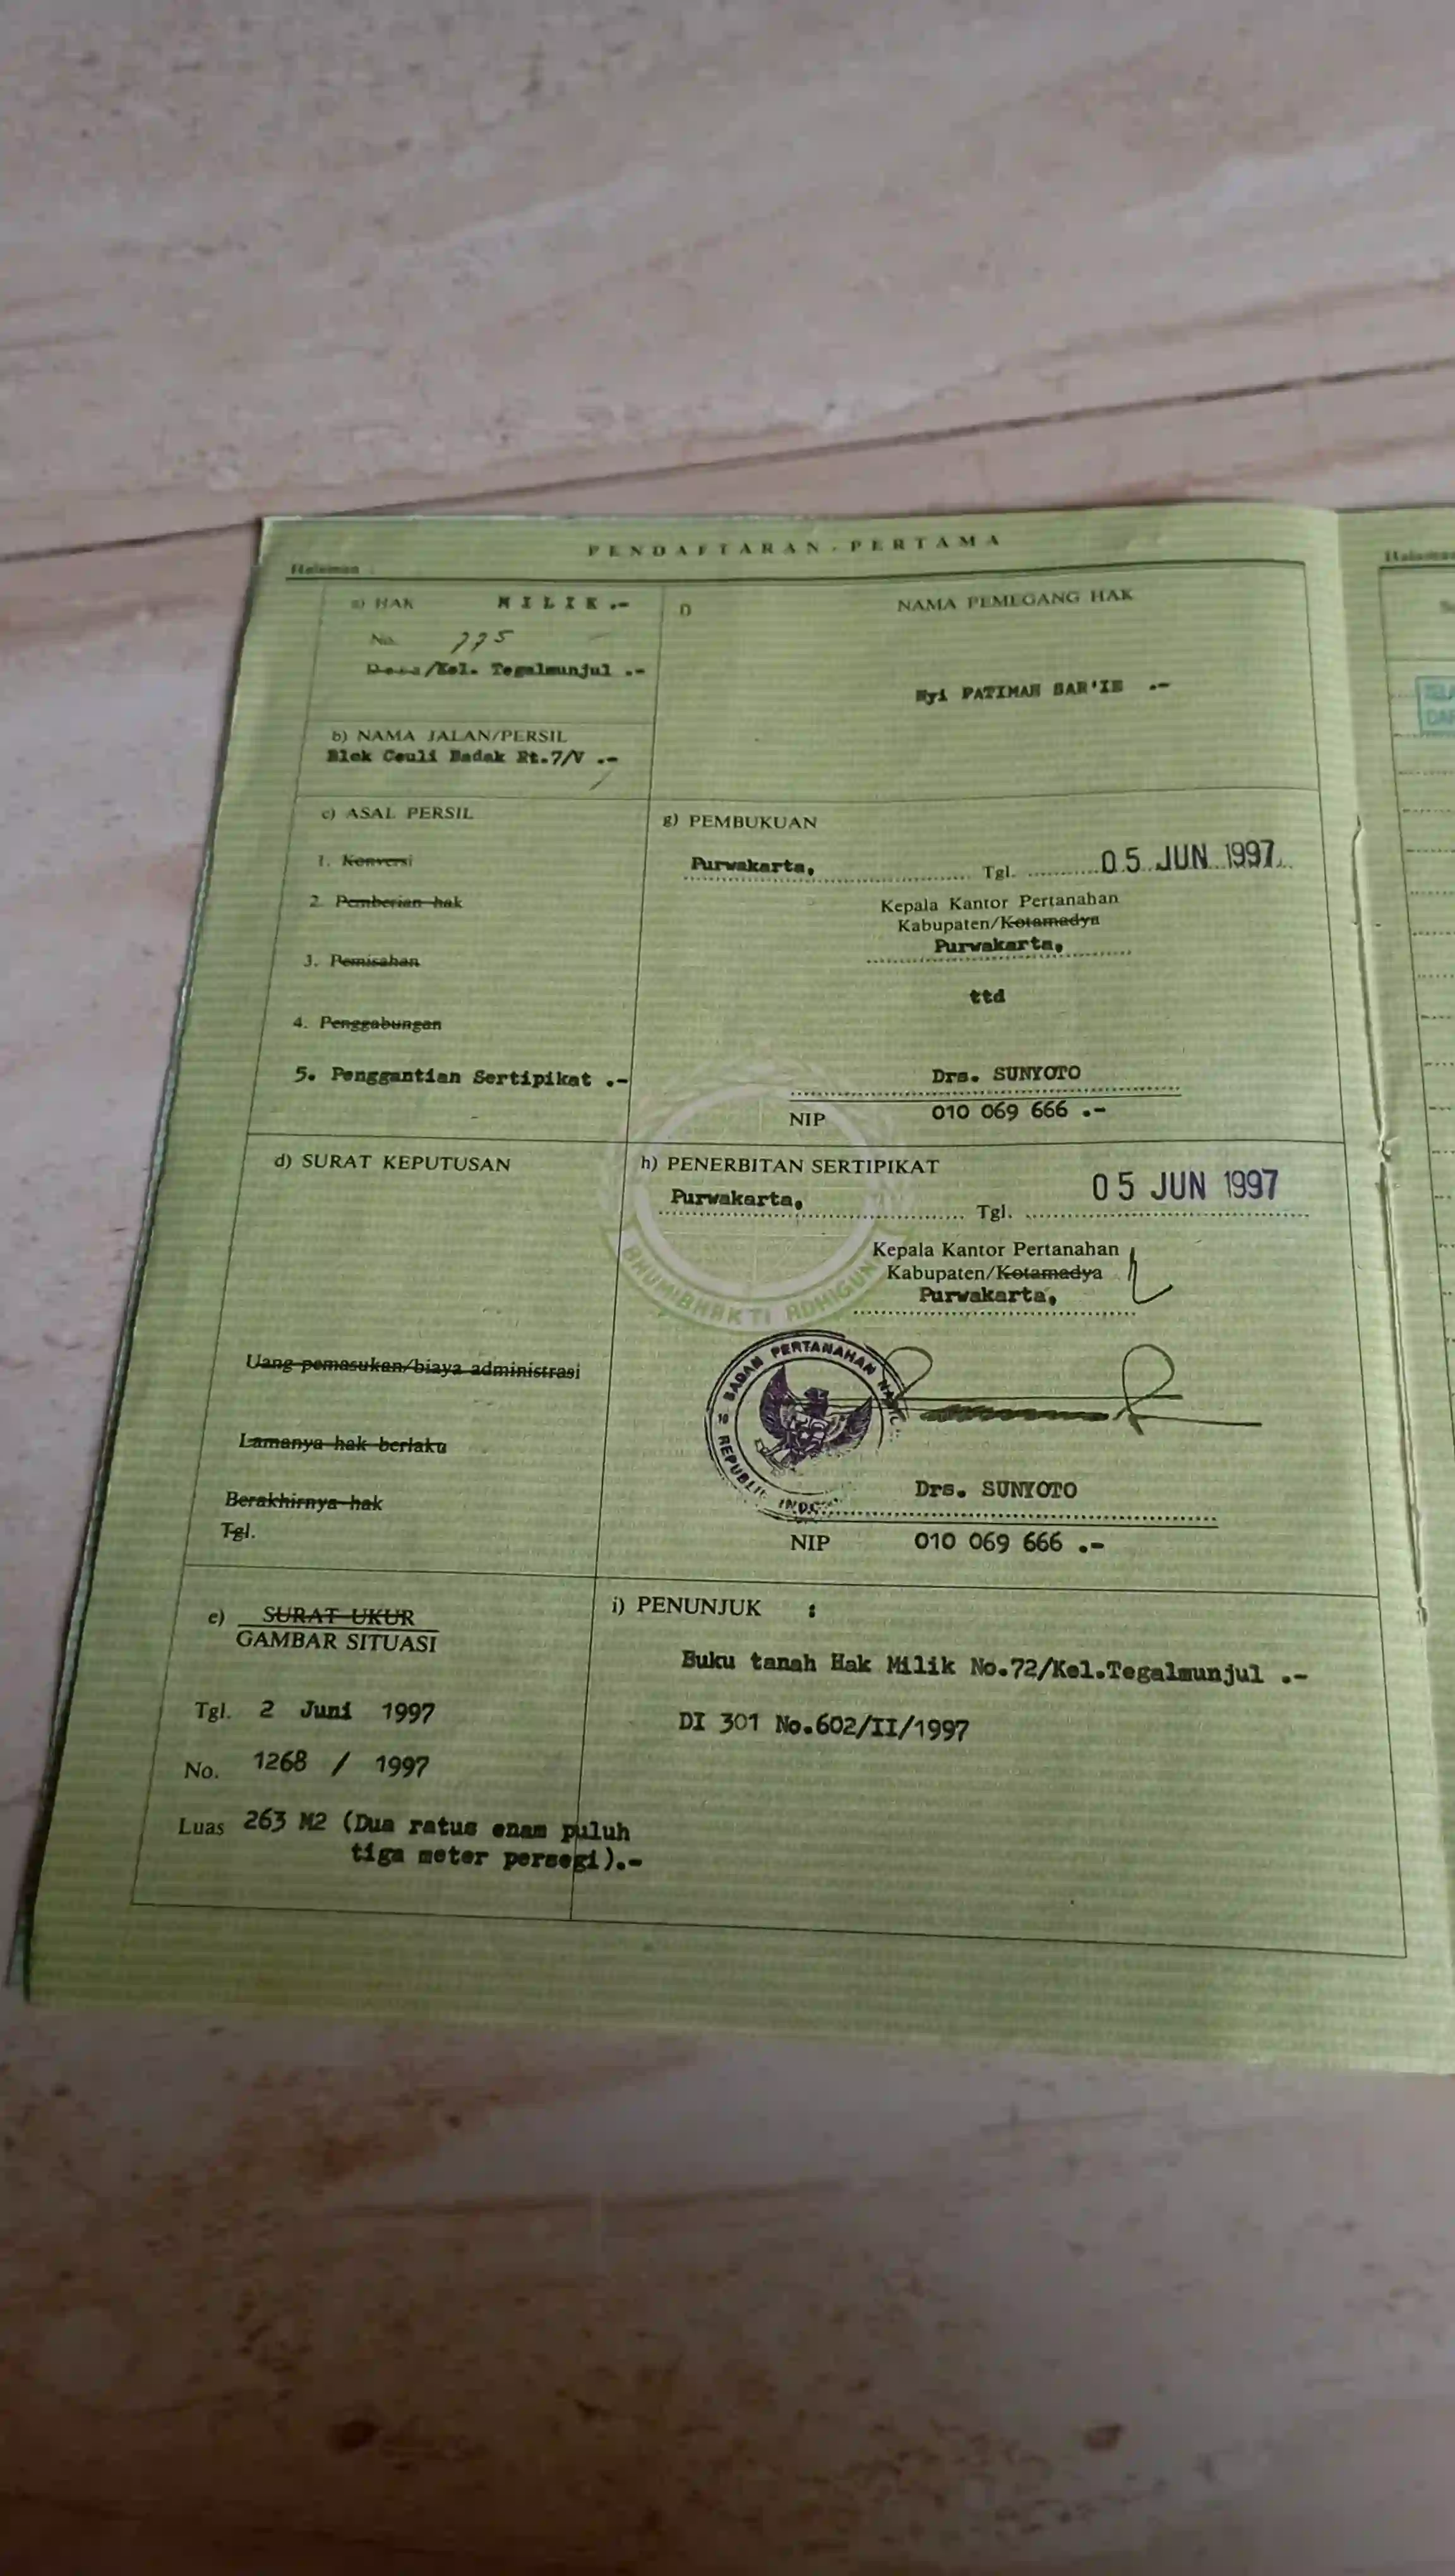 PENDAFTARAN PERTAMA
Halaman
a) HAK MILIK.-
No. 775
Desa/Kel. Tegalmunjul .-
b) NAMA JALAN/PERSIL
Blok Ceuli Badak Rt.7/V .-
c) ASAL PERSIL
1. Konversi
2. Pemberian hak
3. Pemisahan
4. Penggabungan
5. Penggantian Sertipikat .-
d) SURAT KEPUTUSAN
Uang pemasukan/biaya administrasi
Lamanya hak berlaku
Berakhirnya hak
Tgl.
e) SURAT UKUR
GAMBAR SITUASI
Tgl. 2 Juni 1997
No. 1268 / 1997
Luas 263 M2 (Dua ratus enam puluh
tiga meter persegi).-
f) NAMA PEMEGANG HAK
Nyi PATIMAH .-
g) PEMBUKUAN
Purwakarta, Tgl. 05 JUN 1997
Kepala Kantor Pertanahan
Kabupaten/Kotamadya
Purwakarta,
ttd
Drs. SUNYOTO
NIP 010 069 666 .-
h) PENERBITAN SERTIPIKAT
Purwakarta, Tgl. 05 JUN 1997
Kepala Kantor Pertanahan
Kabupaten/Kotamadya
Purwakarta,
BHUMIBHAKTI ADHIGUNA
BADAN PERTANAHAN
10
REPUBLIK
Drs. SUNYOTO
NIP 010 069 666 .-
i) PENUNJUK :
Buku tanah Hak Milik No.72/Kel.Tegalmunjul .-
DI 301 No.602/II/1997
Halaman